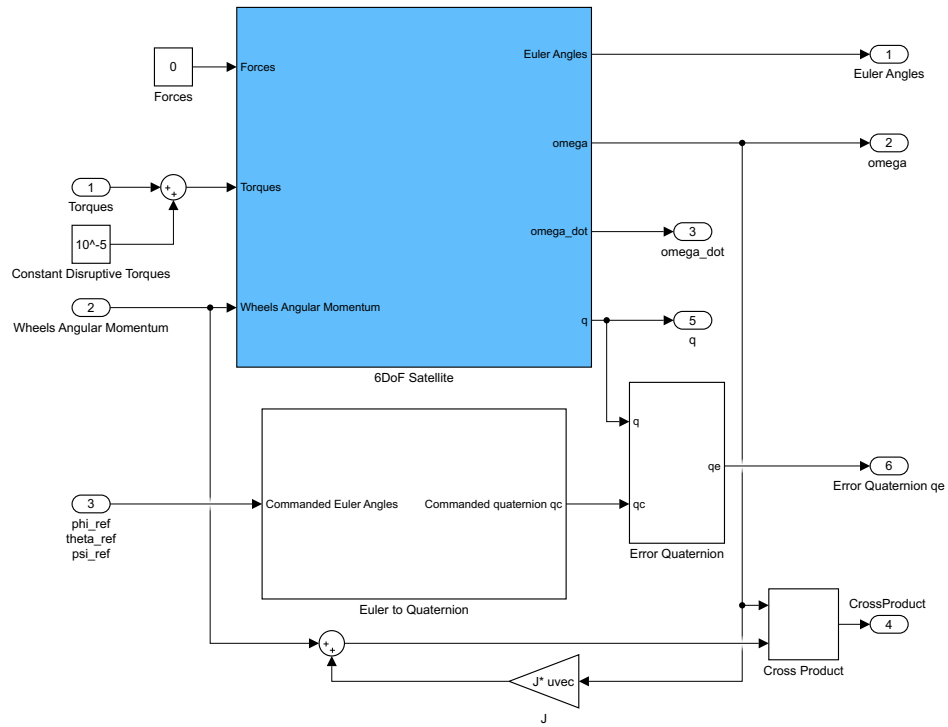 0
Forces
Forces
Euler Angles
1
Euler Angles
omega
2
omega
1
Torques
+
+
Torques
10^-5
Constant Disruptive Torques
omega_dot
3
omega_dot
2
Wheels Angular Momentum
Wheels Angular Momentum
q
5
q
6DoF Satellite
q
qe
qc
Error Quaternion
6
Error Quaternion qe
3
phi_ref
theta_ref
psi_ref
Commanded Euler Angles
Commanded quaternion qc
Euler to Quaternion
+
+
J* uvec
J
Cross Product
CrossProduct
4